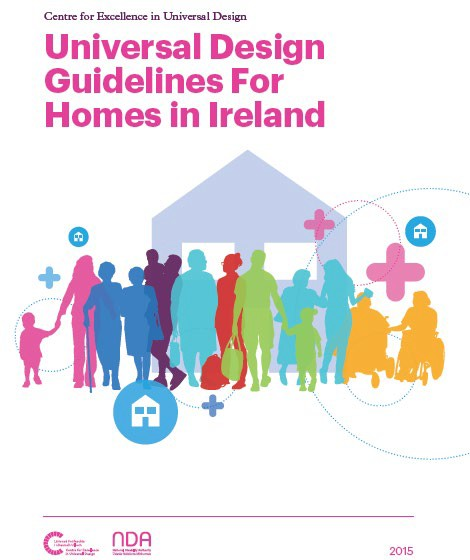 Centre for Excellence in Universal Design
Universal Design
Guidelines For
Homes in Ireland
NDA
2015